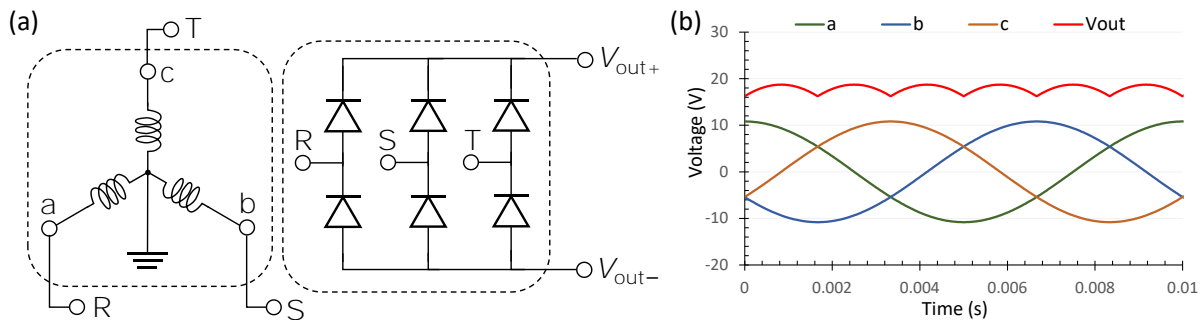 (a)
T
c
a
b
R
S
R
S
T
Vout+
Vout−
(b)
a b c Vout
30
20
10
0
-10
-20
Voltage (V)
0 0.002 0.004 0.006 0.008 0.01
Time (s)